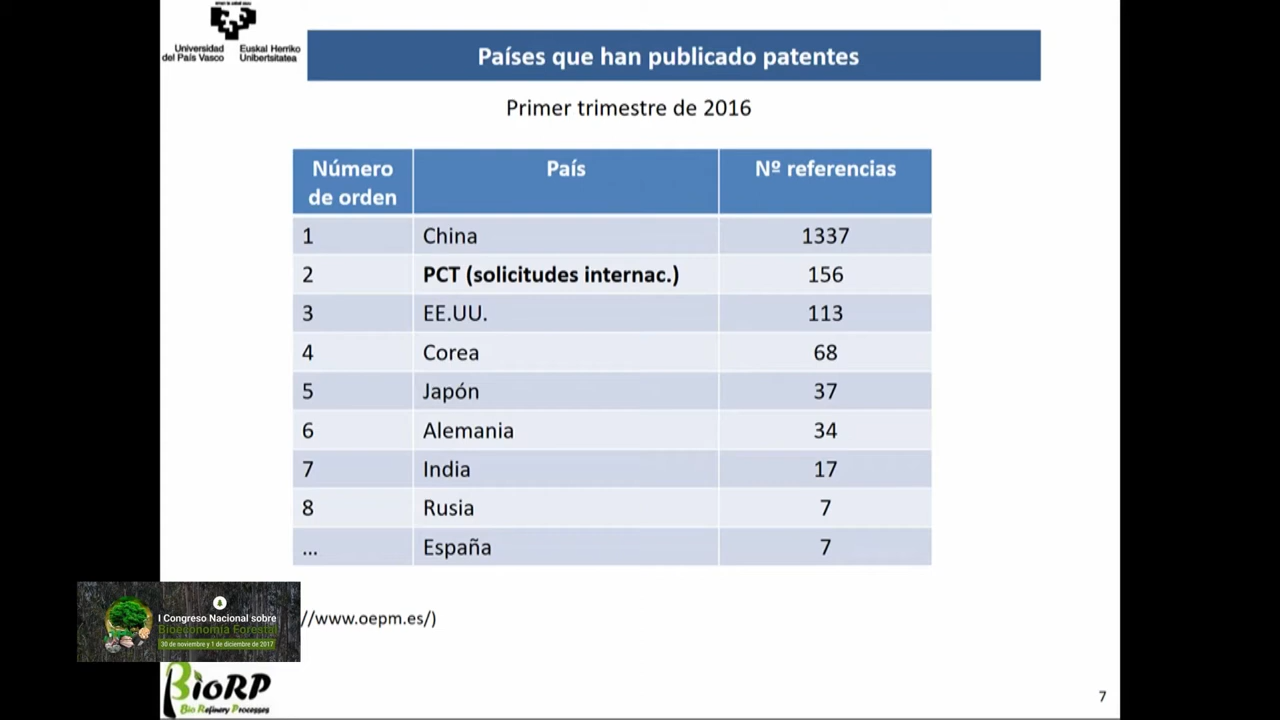 Universidad del País Vasco
Euskal Herriko Unibertsitatea
Países que han publicado patentes
Primer trimestre de 2016
Número de orden País Nº referencias
1 China 1337
2 PCT (solicitudes internac.) 156
3 EE.UU. 113
4 Corea 68
5 Japón 37
6 Alemania 34
7 India 17
8 Rusia 7
... España 7
//www.oepm.es/)
I Congreso Nacional sobre
Bioeconomía Forestal
30 de noviembre y 1 de diciembre de 2017
BioRP
Bio Refinery Processes
7